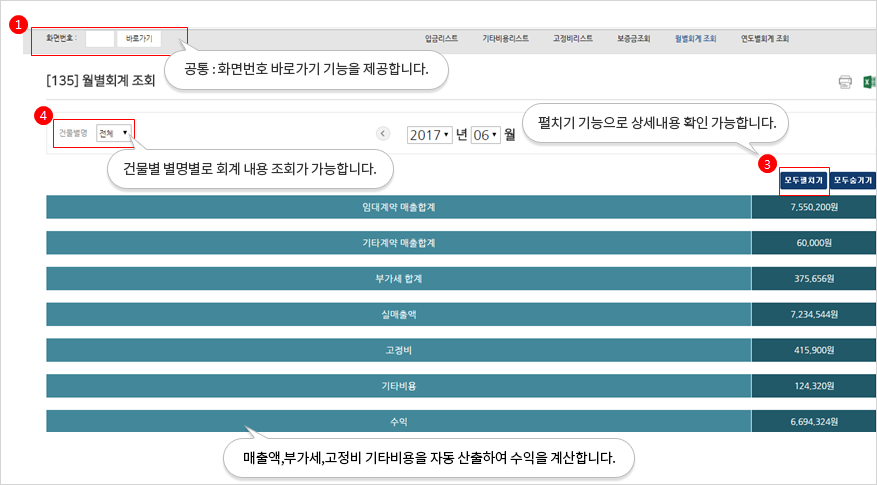 1
화면번호 : 바로가기 입금리스트 기타비용리스트 고정비리스트 보증금조회 월별회계 조회 연도별회계 조회
공통 : 화면번호 바로가기 기능을 제공합니다.
[135] 월별회계 조회
4
건물별명 전체 2017 년 06 월
펼치기 기능으로 상세내용 확인 가능합니다.
건물별 별명별로 회계 내용 조회가 가능합니다.
3
모두펼치기 모두숨기기
임대계약 매출합계 7,550,200원
기타계약 매출합계 60,000원
부가세 합계 375,656원
실매출액 7,234,544원
고정비 415,900원
기타비용 124,320원
수익 6,694,324원
매출액,부가세,고정비 기타비용을 자동 산출하여 수익을 계산합니다.